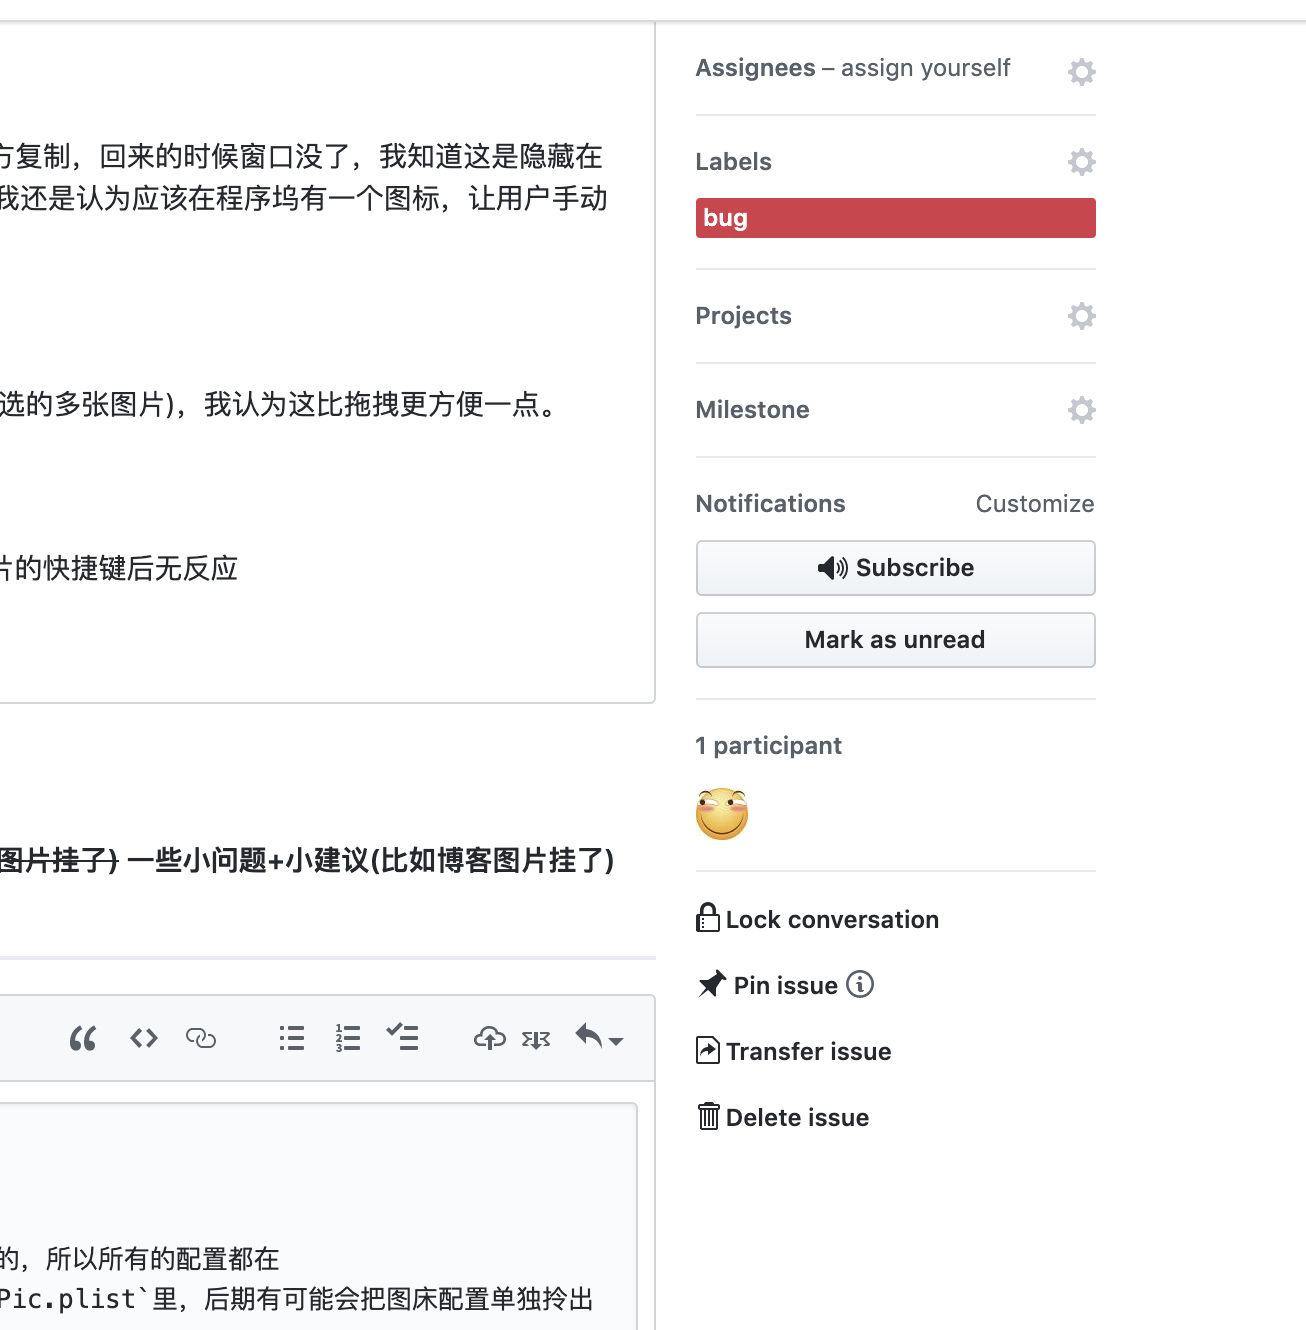 方复制，回来的时候窗口没了，我知道这是隐藏在
我还是认为应该在程序坞有一个图标，让用户手动
选的多张图片)，我认为这比拖拽更方便一点。
片的快捷键后无反应
图片挂了) 一些小问题+小建议(比如博客图片挂了)
的，所以所有的配置都在
Pic.plist`里，后期有可能会把图床配置单独拎出
Assignees – assign yourself
Labels
bug
Projects
Milestone
Notifications Customize
Subscribe
Mark as unread
1 participant
Lock conversation
Pin issue
Transfer issue
Delete issue